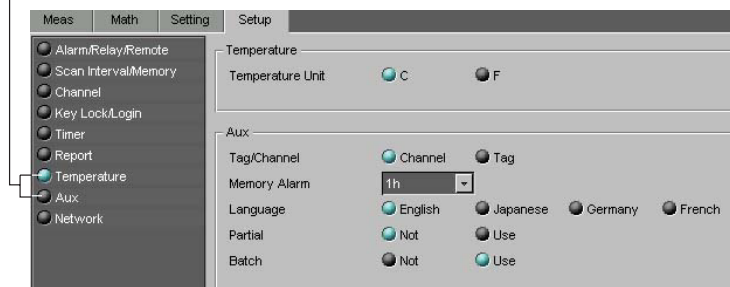 Meas Math Setting Setup
Alarm/Relay/Remote
Scan Interval/Memory
Channel
Key Lock/Login
Timer
Report
Temperature
Aux
Network
Temperature
Temperature Unit C F
Aux
Tag/Channel Channel Tag
Memory Alarm 1h
Language English Japanese Germany French
Partial Not Use
Batch Not Use